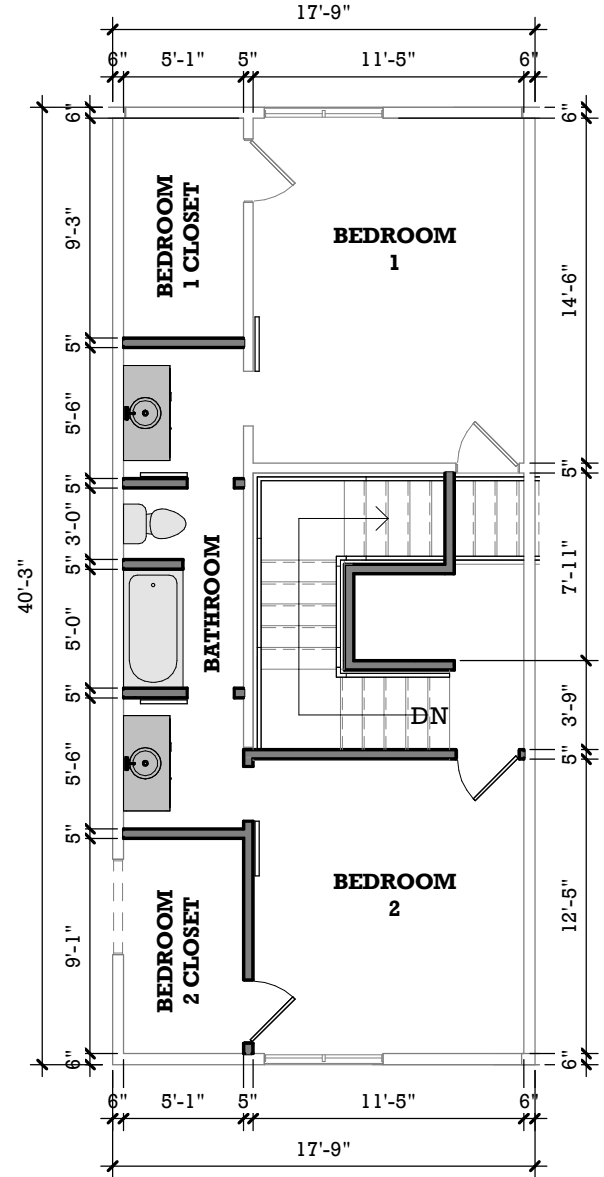 17'-9"
6" 5'-1" 5" 11'-5" 6"
6"
9'-3"
5"
5'-6"
5"
3'-0"
5"
5'-0"
5"
5'-6"
5"
9'-1"
6"
40'-3"
BEDROOM
1 CLOSET
BEDROOM
1
BATHROOM
DN
BEDROOM
2
BEDROOM
2 CLOSET
6"
14'-6"
5"
7'-11"
3'-9"
5"
12'-5"
6"
6" 5'-1" 5" 11'-5" 6"
17'-9"